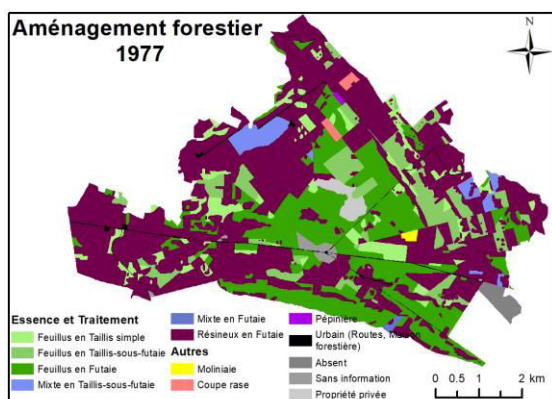 Aménagement forestier
1977
N
Essence et Traitement
Feuillus en Taillis simple
Feuillus en Taillis-sous-futaie
Feuillus en Futaie
Mixte en Taillis-sous-futaie
Mixte en Futaie
Résineux en Futaie
Autres
Moliniaie
Coupe rase
Pépinière
Urbain (Routes,
forestière)
Absent
Sans information
Propriété privée
0 0.5 1 2 km